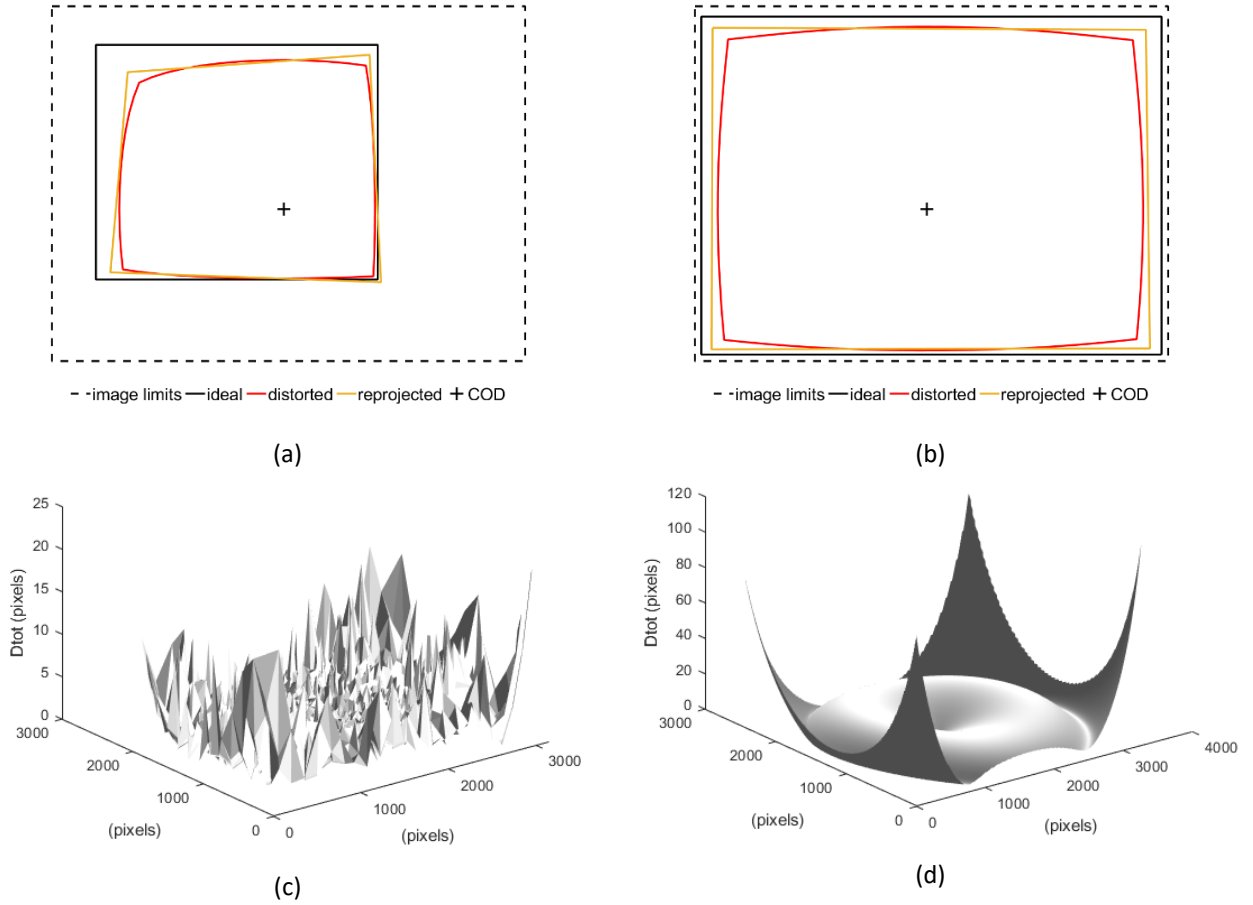 image limits ideal distorted reprojected COD
image limits ideal distorted reprojected COD
(a)
(b)
25
20
15
10
5
0
Dtot (pixels)
3000
2000
1000
0
(pixels)
0
1000
2000
3000
(pixels)
120
100
80
60
40
20
0
Dtot (pixels)
3000
2000
1000
0
(pixels)
0
1000
2000
3000
4000
(pixels)
(c)
(d)